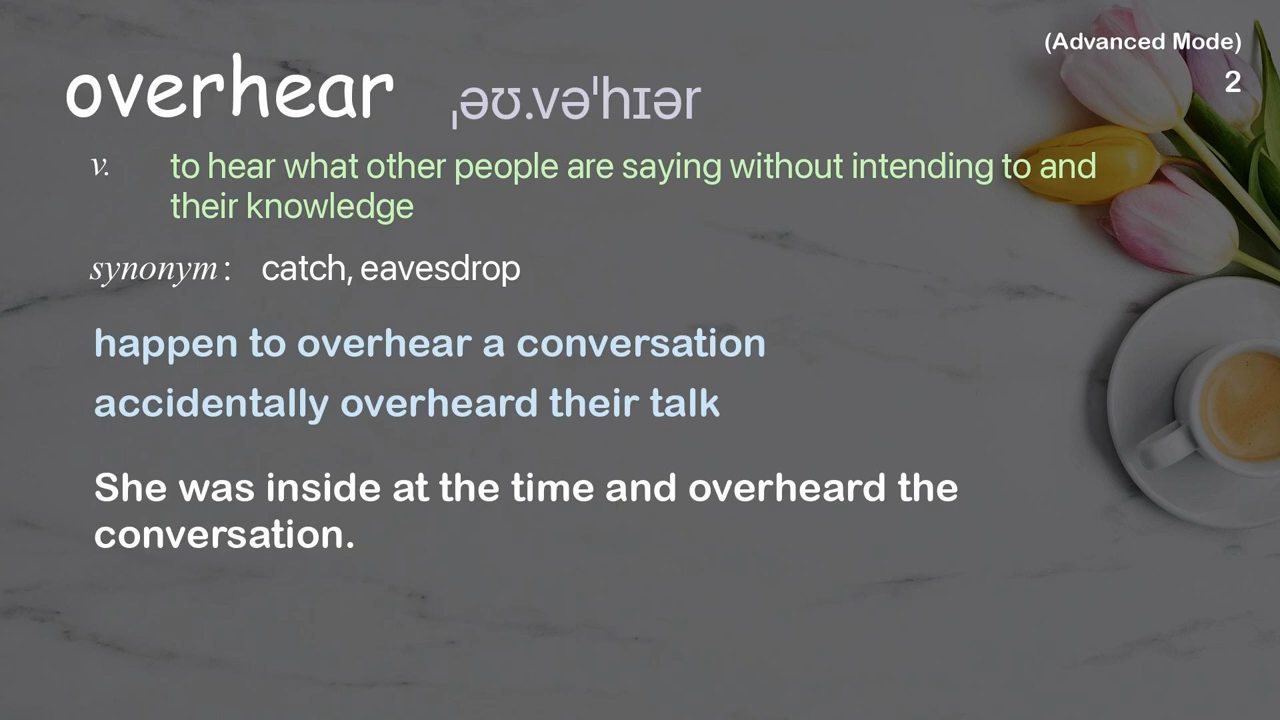 (Advanced Mode)
2
overhear ˌəʊ.vəˈhɪər
v. to hear what other people are saying without intending to and
their knowledge
synonym: catch, eavesdrop
happen to overhear a conversation
accidentally overheard their talk
She was inside at the time and overheard the
conversation.